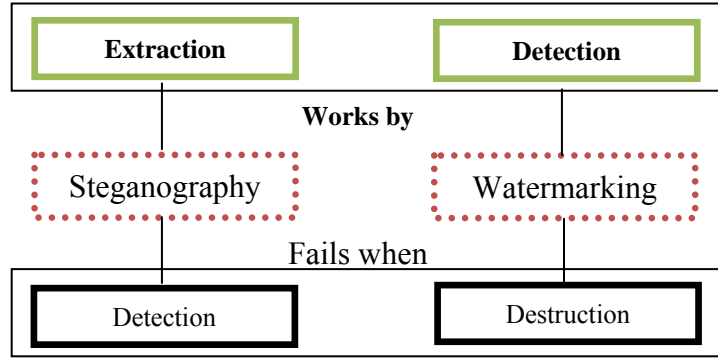 Extraction
Detection
Works by
Steganography
Watermarking
Fails when
Detection
Destruction